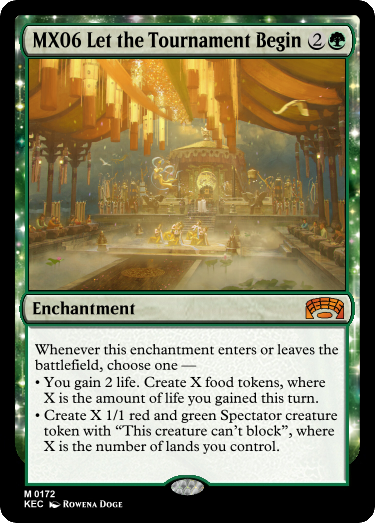 MX06 Let the Tournament Begin 2
Enchantment
Whenever this enchantment enters or leaves the
battlefield, choose one —
• You gain 2 life. Create X food tokens, where
X is the amount of life you gained this turn.
• Create X 1/1 red and green Spectator creature
token with “This creature can’t block”, where
X is the number of lands you control.
M 0172
KEC ROWENA DOGE